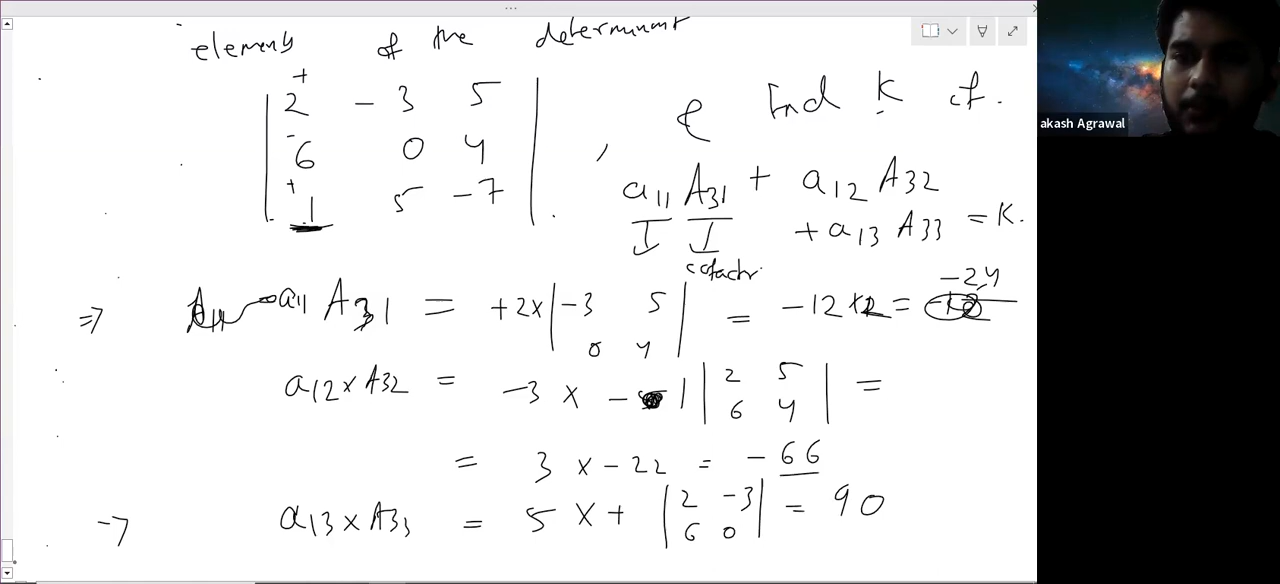 elements of the determinant
akash Agrawal
+
2 - 3 5
-
6 0 4
+
1 5 -7
, & find K if.
a11 A31 + a12 A32
+ a13 A33 = K.
cofactr.
⇒ a11 A31 = +2x | -3 5 | = -12 x 2 = -24
0 4
a12 x A32 = -3 x - 1 | 2 5 | =
6 4
= 3 x -22 = -66
→ a13 x A33 = 5 x + | 2 -3 | = 90
6 0